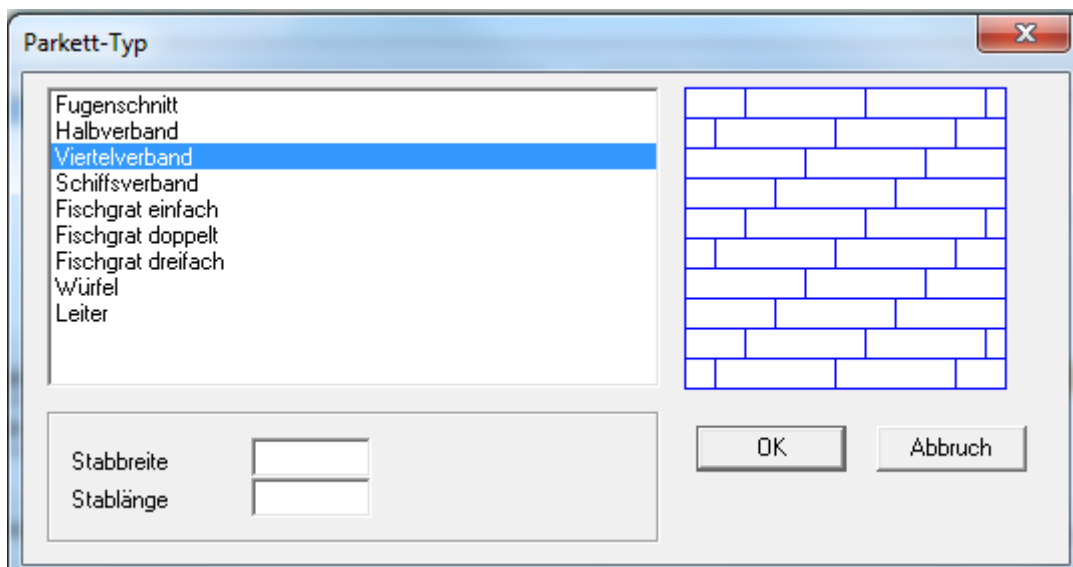 Parkett-Typ
Fugenschnitt
Halbverband
Viertelverband
Schiffsverband
Fischgrat einfach
Fischgrat doppelt
Fischgrat dreifach
Würfel
Leiter
Stabbreite
Stablänge
OK
Abbruch